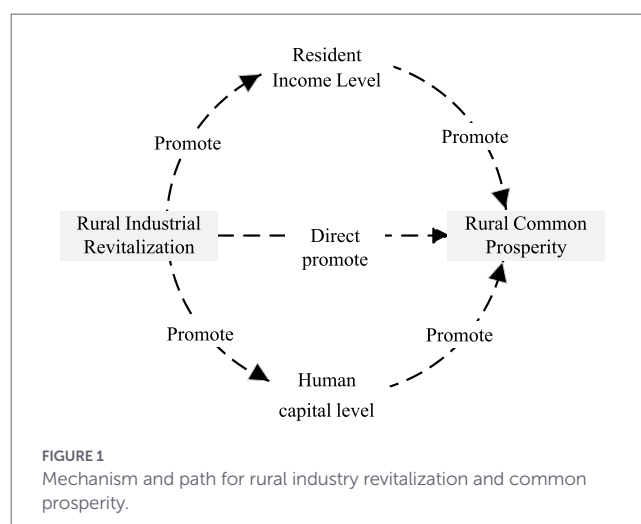 Resident
Income Level
Promote
Promote
Rural Industrial
Revitalization
Direct
promote
Rural Common
Prosperity
Promote
Promote
Human
capital level
FIGURE 1
Mechanism and path for rural industry revitalization and common
prosperity.